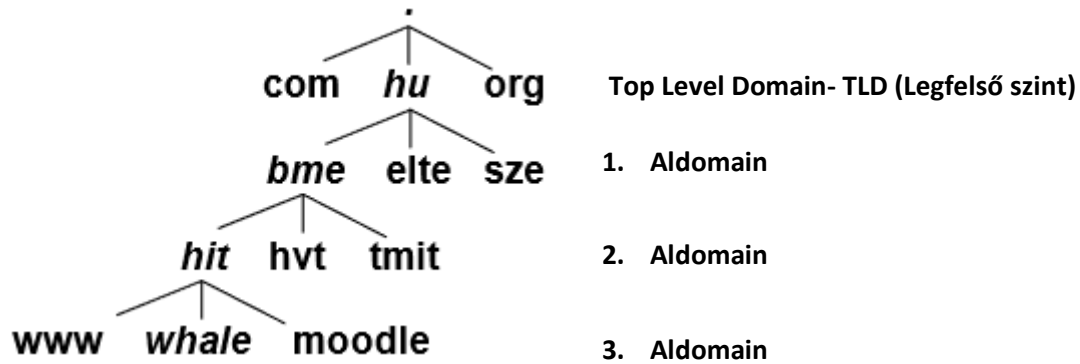 .
com hu org Top Level Domain- TLD (Legfelső szint)
bme elte sze 1. Aldomain
hit hvt tmit 2. Aldomain
www whale moodle 3. Aldomain